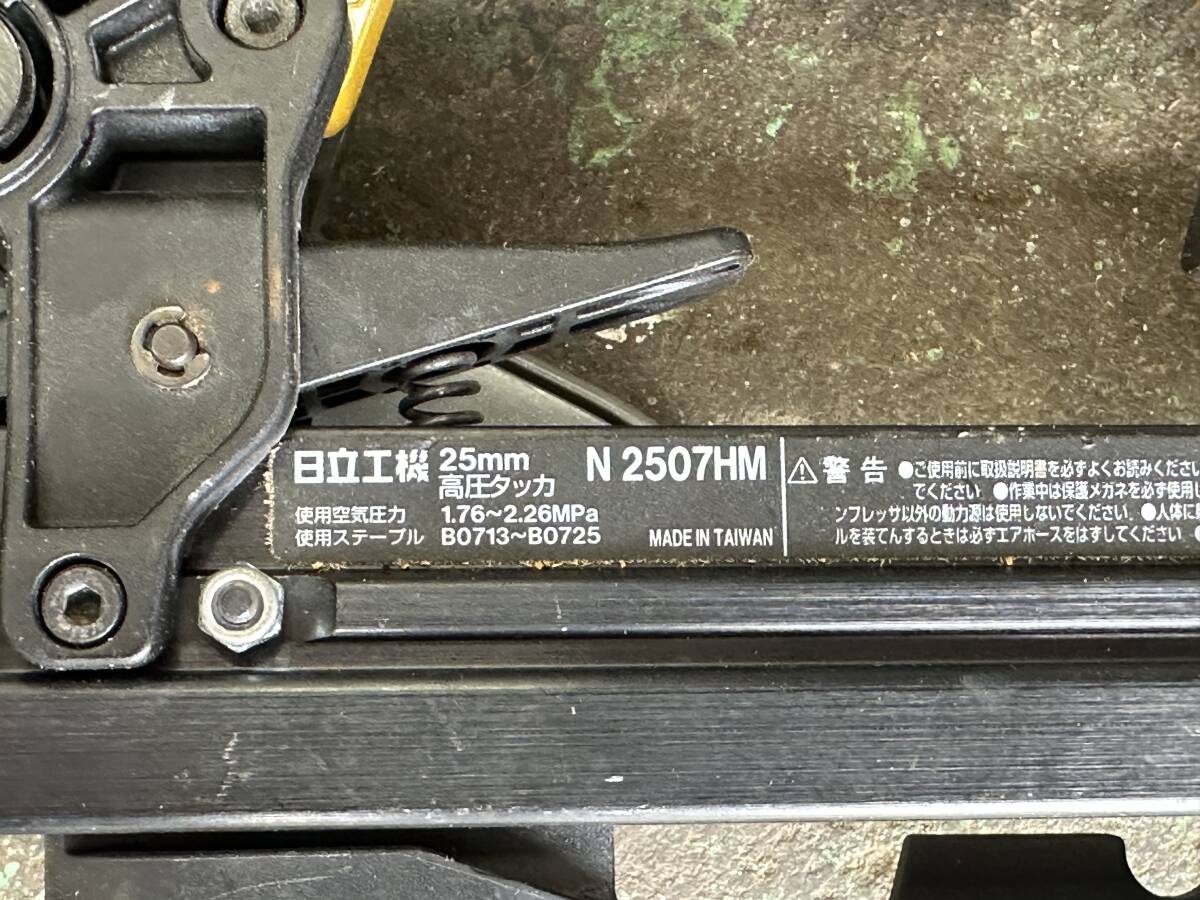 日立工機 25mm 高圧タッカ N 2507HM
使用空気圧力 1.76〜2.26MPa
使用ステープル B0713〜B0725
MADE IN TAIWAN
⚠警告 ●ご使用前に取扱説明書を必ずよくお読みくださ
でください ●作業中は保護メガネを必ず使用し
ンプレッサ以外の動力源は使用しないでください ●人体に
ルを装てんするときは必ずエアホースをはずしてください ●